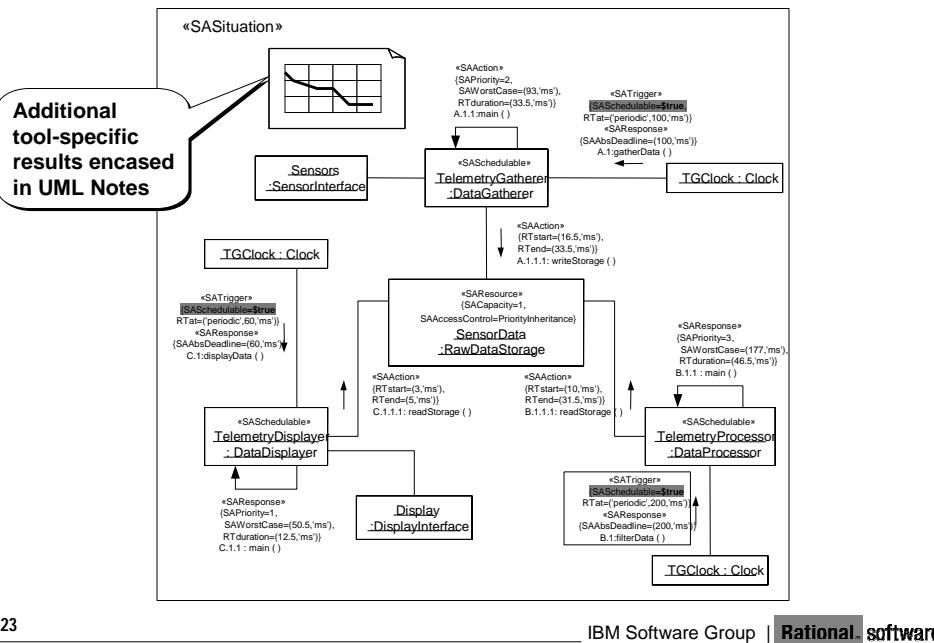 «SASituation»
Additional
tool-specific
results encased
in UML Notes
«SAAction»
{SAPriority=2,
SAWorstCase=(93,'ms'),
RTduration=(33.5,'ms')}
A.1.1:main ( )
«SATrigger»
{SASchedulable=$true,
RTat=('periodic',100,'ms')}
«SAResponse»
{SAAbsDeadline=(100,'ms')}
A.1:gatherData ( )
Sensors
:SensorInterface
«SASchedulable»
TelemetryGatherer
:DataGatherer
TGClock : Clock
«SAAction»
{RTstart=(16.5,'ms'),
RTend=(33.5,'ms')}
A.1.1.1: writeStorage ( )
TGClock : Clock
«SATrigger»
{SASchedulable=$true
RTat=('periodic',60,'ms')}
«SAResponse»
{SAAbsDeadline=(60,'ms')
C.1:displayData ( )
«SAResource»
{SACapacity=1,
SAAccessControl=PriorityInheritance}
SensorData
:RawDataStorage
«SAResponse»
{SAPriority=3,
SAWorstCase=(177,'ms'),
RTduration=(46.5,'ms')}
B.1.1 : main ( )
«SAAction»
{RTstart=(3,'ms'),
RTend=(5,'ms')}
C.1.1.1: readStorage ( )
«SAAction»
{RTstart=(10,'ms'),
RTend=(31.5,'ms')}
B.1.1.1: readStorage ( )
«SASchedulable»
TelemetryDisplayer
: DataDisplayer
«SASchedulable»
TelemetryProcessor
:DataProcessor
«SAResponse»
{SAPriority=1,
SAWorstCase=(50.5,'ms'),
RTduration=(12.5,'ms')}
C.1.1 : main ( )
Display
:DisplayInterface
«SATrigger»
{SASchedulable=$true
RTat=('periodic',200,'ms')}
«SAResponse»
{SAAbsDeadline=(200,'ms')}
B.1:filterData ( )
TGClock : Clock
23
IBM Software Group | Rational. software